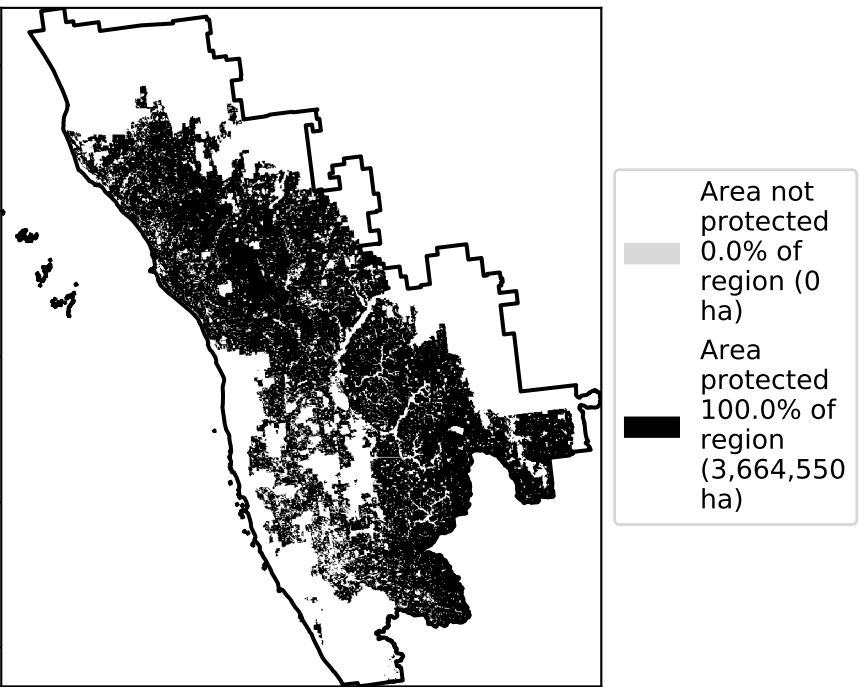 Area not
protected
0.0% of
region (0
ha)
Area
protected
100.0% of
region
(3,664,550
ha)